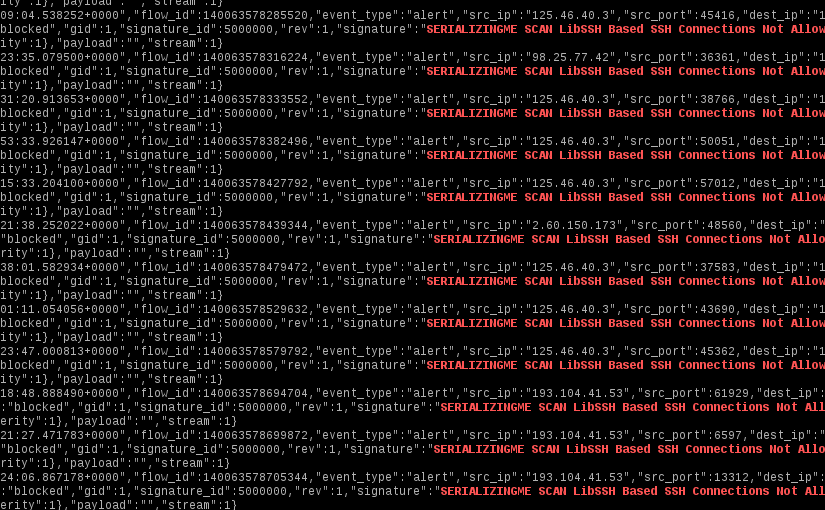 ity":1},"payload":"","stream":1}
09:04.538252+0000","flow_id":140063578285520,"event_type":"alert","src_ip":"125.46.40.3","src_port":45416,"dest_ip":"1
blocked","gid":1,"signature_id":5000000,"rev":1,"signature":"SERIALIZINGME SCAN LibSSH Based SSH Connections Not Allow
ity":1},"payload":"","stream":1}
23:35.079500+0000","flow_id":140063578316224,"event_type":"alert","src_ip":"98.25.77.42","src_port":36361,"dest_ip":"1
blocked","gid":1,"signature_id":5000000,"rev":1,"signature":"SERIALIZINGME SCAN LibSSH Based SSH Connections Not Allow
ity":1},"payload":"","stream":1}
31:20.913653+0000","flow_id":140063578333552,"event_type":"alert","src_ip":"125.46.40.3","src_port":38766,"dest_ip":"1
blocked","gid":1,"signature_id":5000000,"rev":1,"signature":"SERIALIZINGME SCAN LibSSH Based SSH Connections Not Allow
ity":1},"payload":"","stream":1}
53:33.926147+0000","flow_id":140063578382496,"event_type":"alert","src_ip":"125.46.40.3","src_port":50051,"dest_ip":"1
blocked","gid":1,"signature_id":5000000,"rev":1,"signature":"SERIALIZINGME SCAN LibSSH Based SSH Connections Not Allow
ity":1},"payload":"","stream":1}
15:33.204100+0000","flow_id":140063578427792,"event_type":"alert","src_ip":"125.46.40.3","src_port":57012,"dest_ip":"1
blocked","gid":1,"signature_id":5000000,"rev":1,"signature":"SERIALIZINGME SCAN LibSSH Based SSH Connections Not Allow
ity":1},"payload":"","stream":1}
21:38.252022+0000","flow_id":140063578439344,"event_type":"alert","src_ip":"2.60.150.173","src_port":48560,"dest_ip":"
"blocked","gid":1,"signature_id":5000000,"rev":1,"signature":"SERIALIZINGME SCAN LibSSH Based SSH Connections Not Allo
rity":1},"payload":"","stream":1}
38:01.582934+0000","flow_id":140063578479472,"event_type":"alert","src_ip":"125.46.40.3","src_port":37583,"dest_ip":"1
blocked","gid":1,"signature_id":5000000,"rev":1,"signature":"SERIALIZINGME SCAN LibSSH Based SSH Connections Not Allow
ity":1},"payload":"","stream":1}
01:11.054056+0000","flow_id":140063578529632,"event_type":"alert","src_ip":"125.46.40.3","src_port":43690,"dest_ip":"1
blocked","gid":1,"signature_id":5000000,"rev":1,"signature":"SERIALIZINGME SCAN LibSSH Based SSH Connections Not Allow
ity":1},"payload":"","stream":1}
23:47.000813+0000","flow_id":140063578579792,"event_type":"alert","src_ip":"125.46.40.3","src_port":45362,"dest_ip":"1
blocked","gid":1,"signature_id":5000000,"rev":1,"signature":"SERIALIZINGME SCAN LibSSH Based SSH Connections Not Allow
ity":1},"payload":"","stream":1}
18:48.888490+0000","flow_id":140063578694704,"event_type":"alert","src_ip":"193.104.41.53","src_port":61929,"dest_ip":
:"blocked","gid":1,"signature_id":5000000,"rev":1,"signature":"SERIALIZINGME SCAN LibSSH Based SSH Connections Not All
erity":1},"payload":"","stream":1}
21:27.471783+0000","flow_id":140063578699872,"event_type":"alert","src_ip":"193.104.41.53","src_port":6597,"dest_ip":"
"blocked","gid":1,"signature_id":5000000,"rev":1,"signature":"SERIALIZINGME SCAN LibSSH Based SSH Connections Not Allo
rity":1},"payload":"","stream":1}
24:06.867178+0000","flow_id":140063578705344,"event_type":"alert","src_ip":"193.104.41.53","src_port":13312,"dest_ip":
:"blocked","gid":1,"signature_id":5000000,"rev":1,"signature":"SERIALIZINGME SCAN LibSSH Based SSH Connections Not All
erity":1},"payload":"","stream":1}